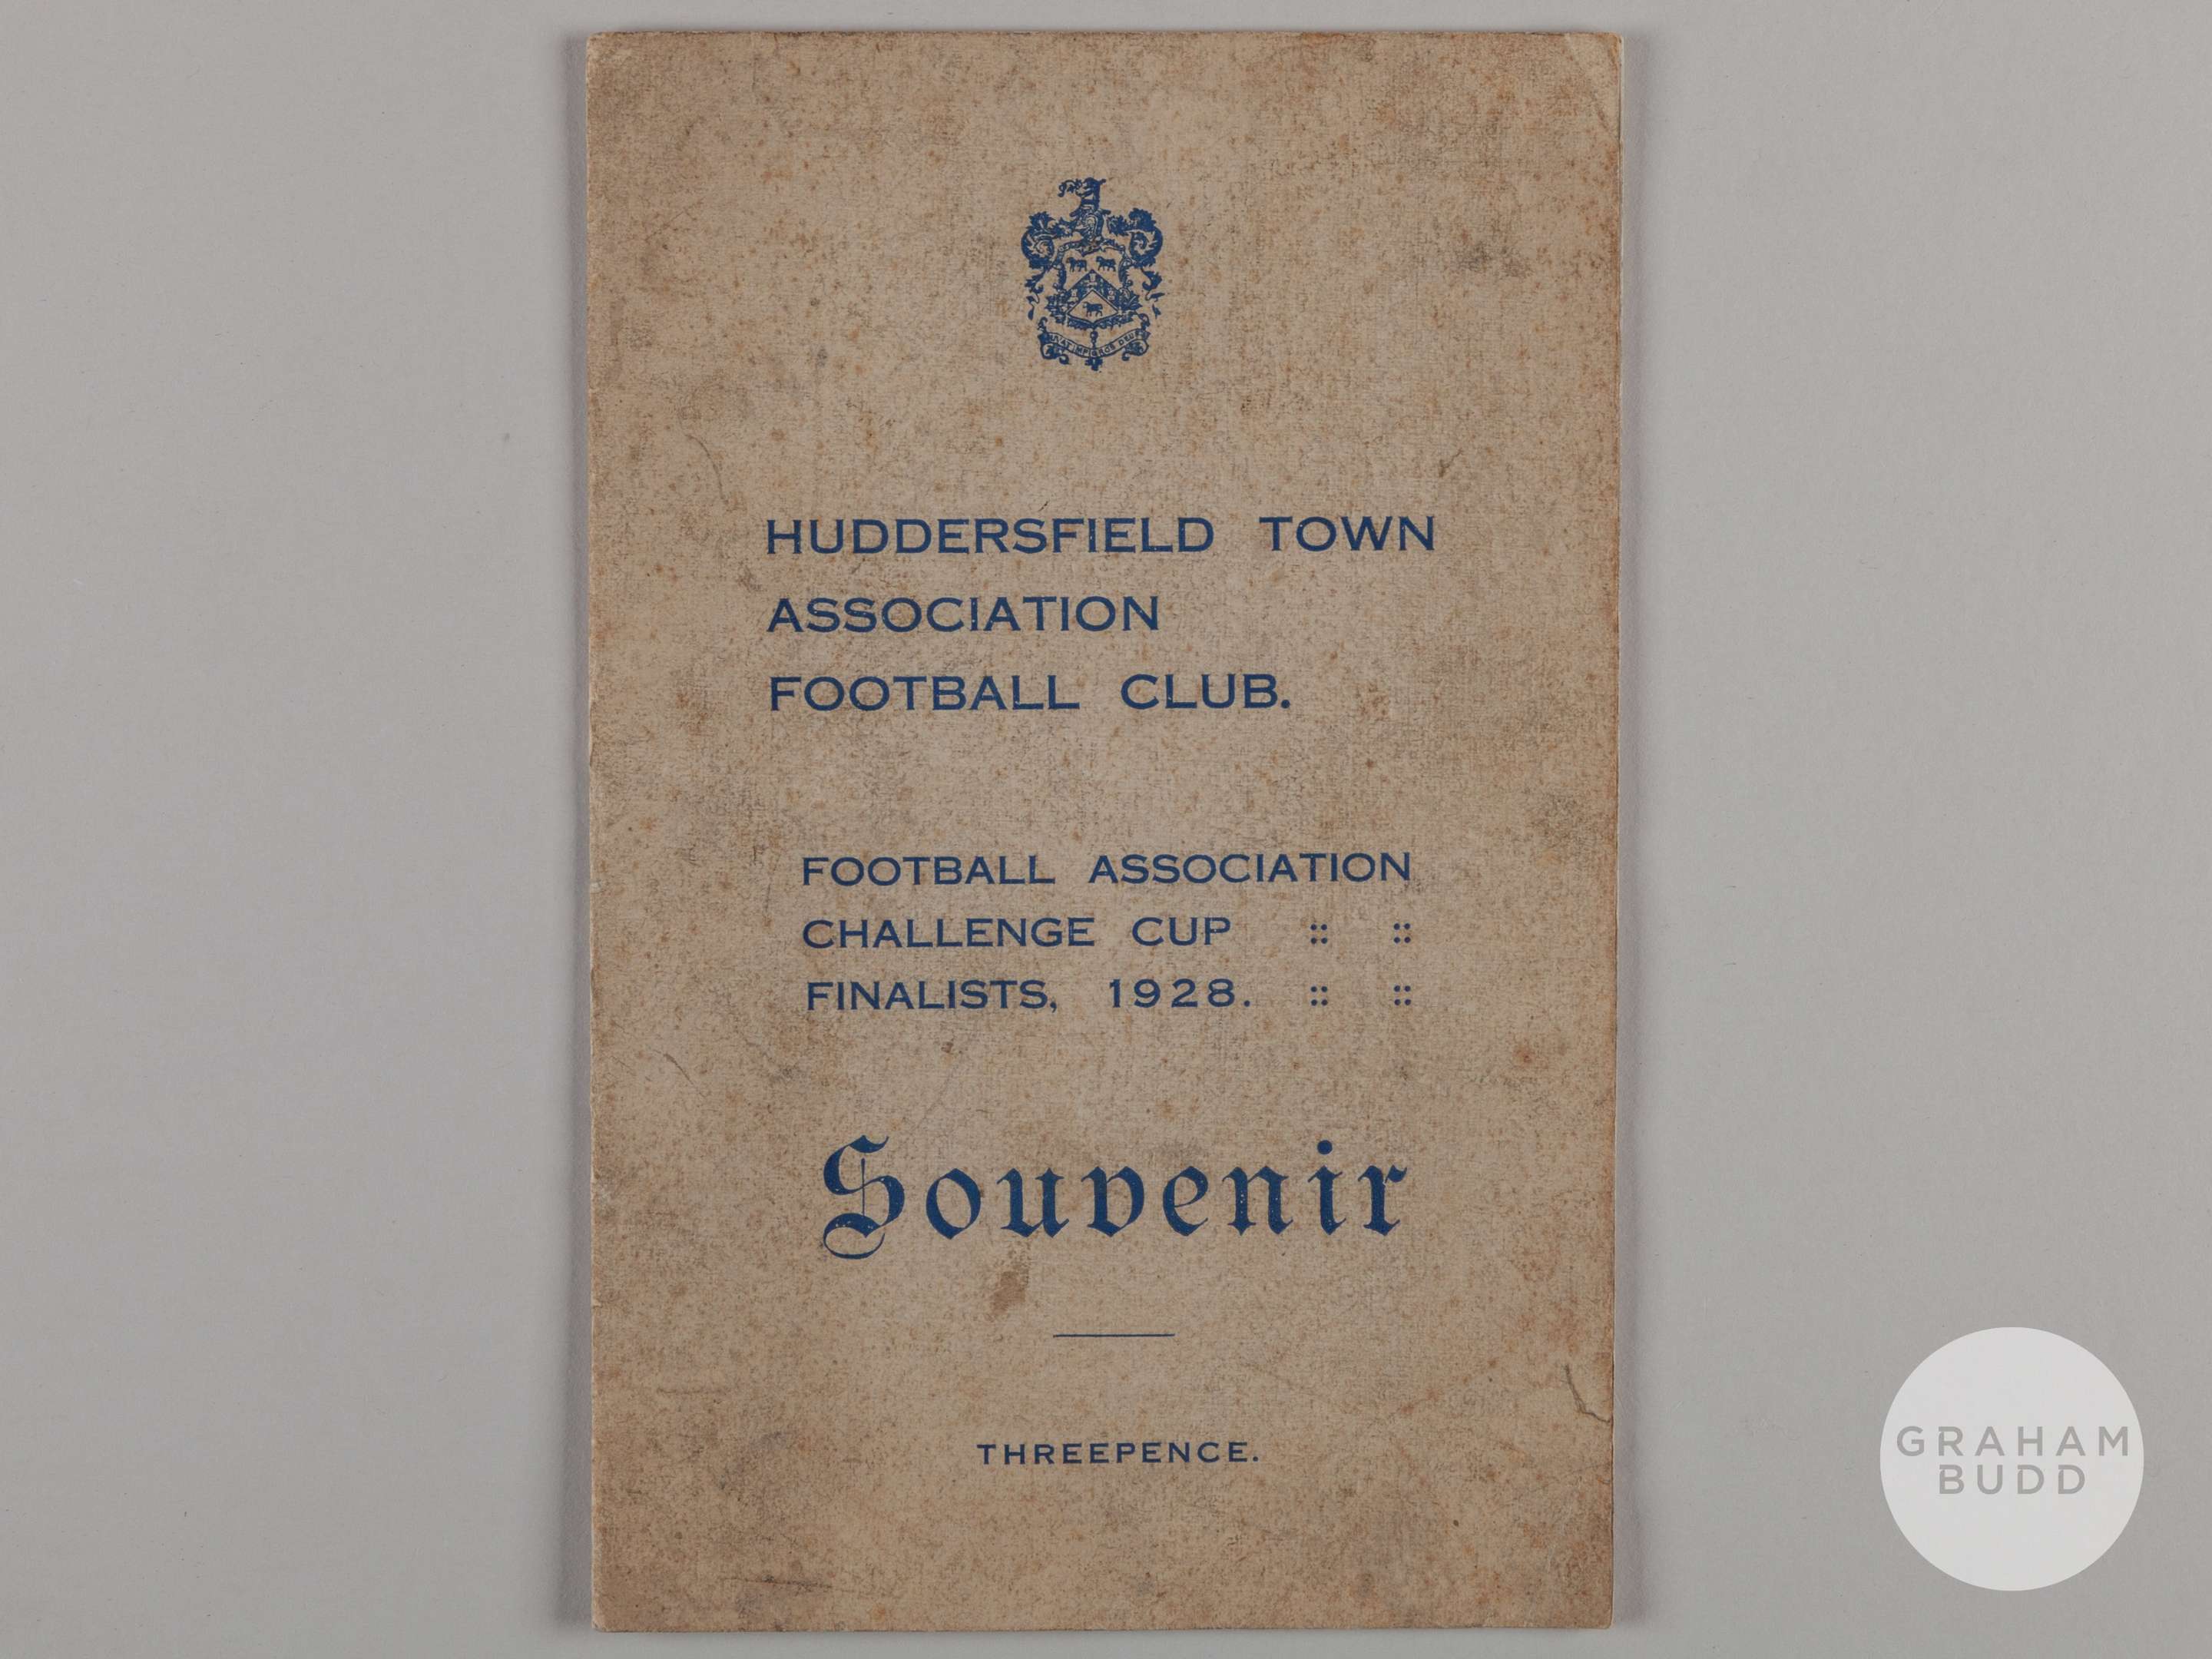 HUDDERSFIELD TOWN
ASSOCIATION
FOOTBALL CLUB.
FOOTBALL ASSOCIATION
CHALLENGE CUP :: ::
FINALISTS, 1928. :: ::
Souvenir
THREEPENCE.
GRAHAM
BUDD